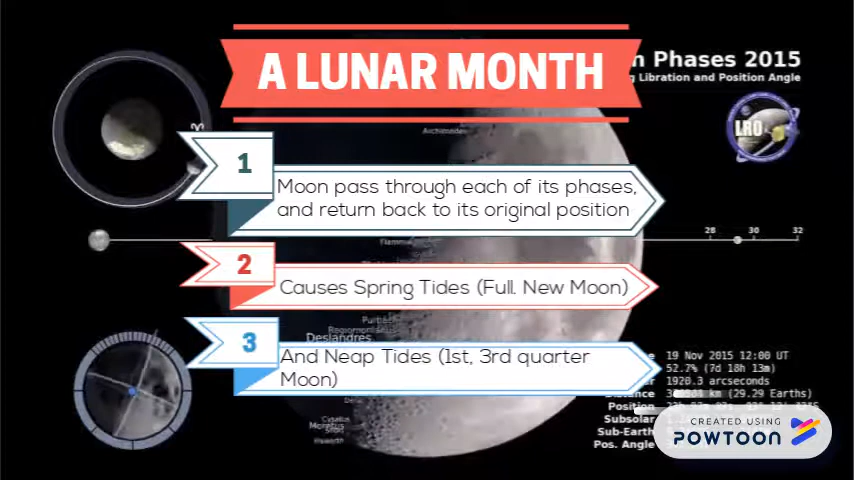 A LUNAR MONTH
Phases 2015
Libration and Position Angle
LRO
Archimedes
1
Moon pass through each of its phases,
and return back to its original position
28 30 32
2
Causes Spring Tides (Full. New Moon)
Deslandres
3
And Neap Tides (1st, 3rd quarter
Moon)
19 Nov 2015 12:00 UT
52.7% (7d 18h 13m)
1920.3 arcseconds
km (29.29 Earths)
Position
Subsolar
Sub-Earth
Pos. Angle
CREATED USING
POWTOON